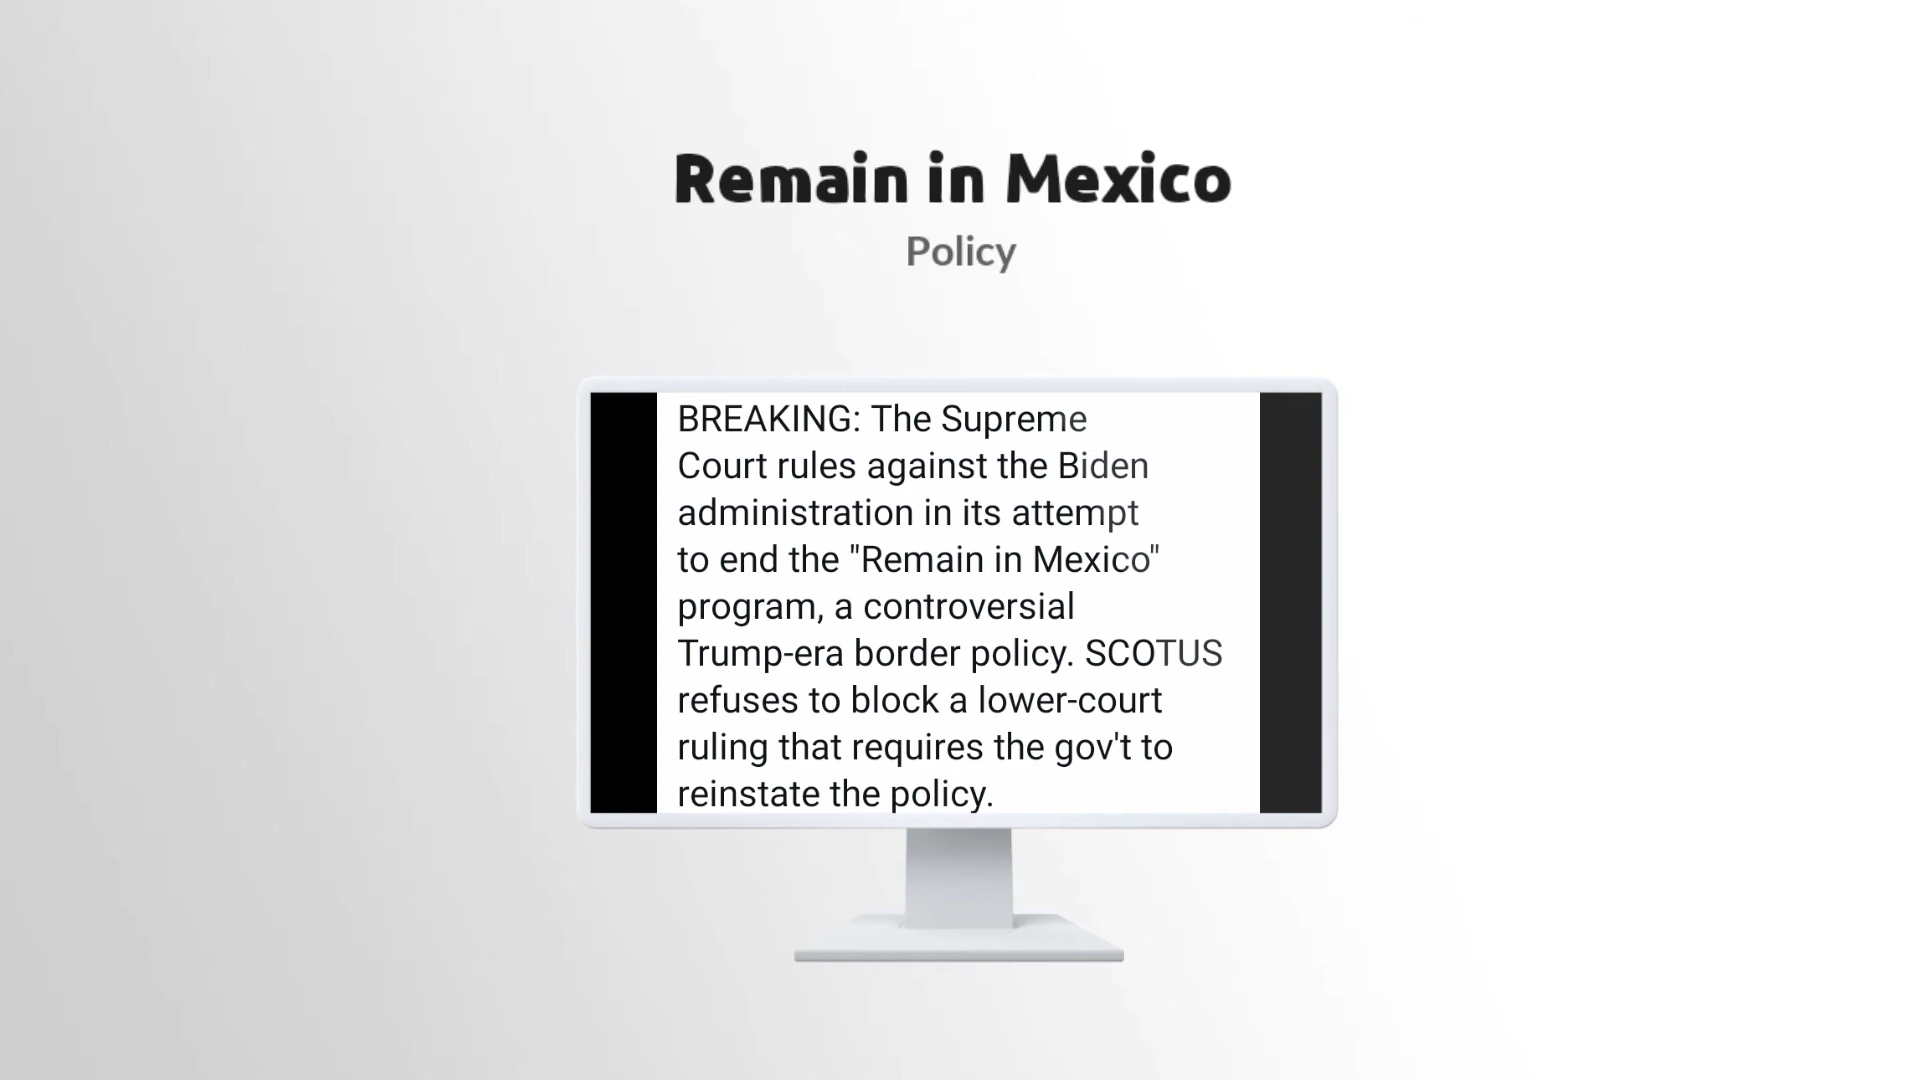 Remain in Mexico
Policy
BREAKING: The Supreme
Court rules against the Biden
administration in its attempt
to end the "Remain in Mexico"
program, a controversial
Trump-era border policy. SCOTUS
refuses to block a lower-court
ruling that requires the gov't to
reinstate the policy.